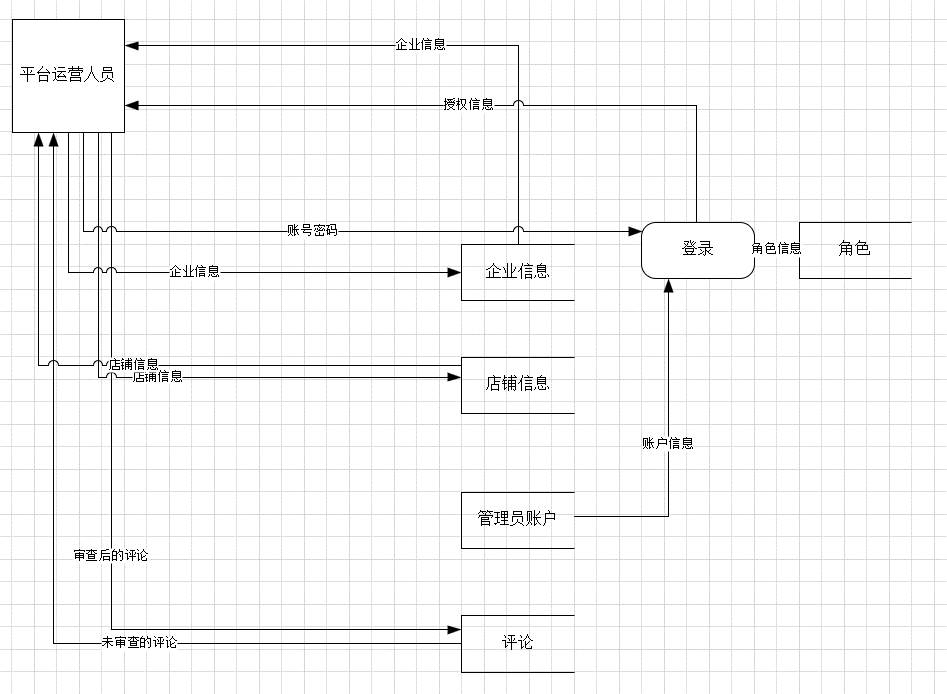 企业信息
平台运营人员
授权信息
账号密码
登录
角色信息
角色
企业信息
企业信息
店铺信息
店铺信息
店铺信息
账户信息
管理员账户
审查后的评论
未审查的评论
评论